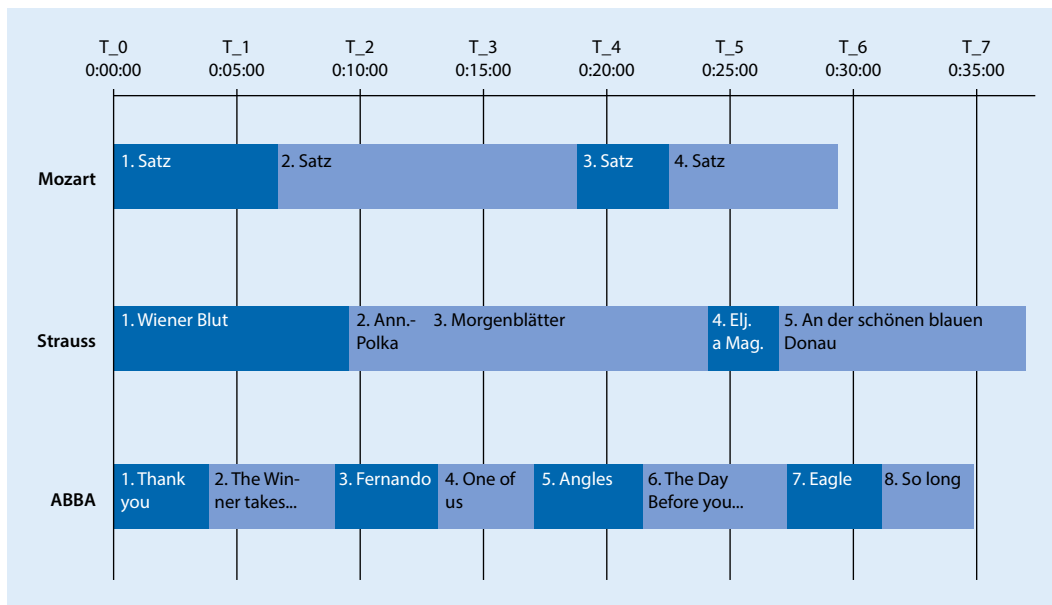 T_0 T_1 T_2 T_3 T_4 T_5 T_6 T_7
0:00:00 0:05:00 0:10:00 0:15:00 0:20:00 0:25:00 0:30:00 0:35:00
Mozart
1. Satz
2. Satz
3. Satz
4. Satz
Strauss
1. Wiener Blut
2. Ann.-
Polka
3. Morgenblätter
4. Elj.
a Mag.
5. An der schönen blauen
Donau
ABBA
1. Thank
you
2. The Win-
ner takes...
3. Fernando
4. One of
us
5. Angles
6. The Day
Before you...
7. Eagle
8. So long